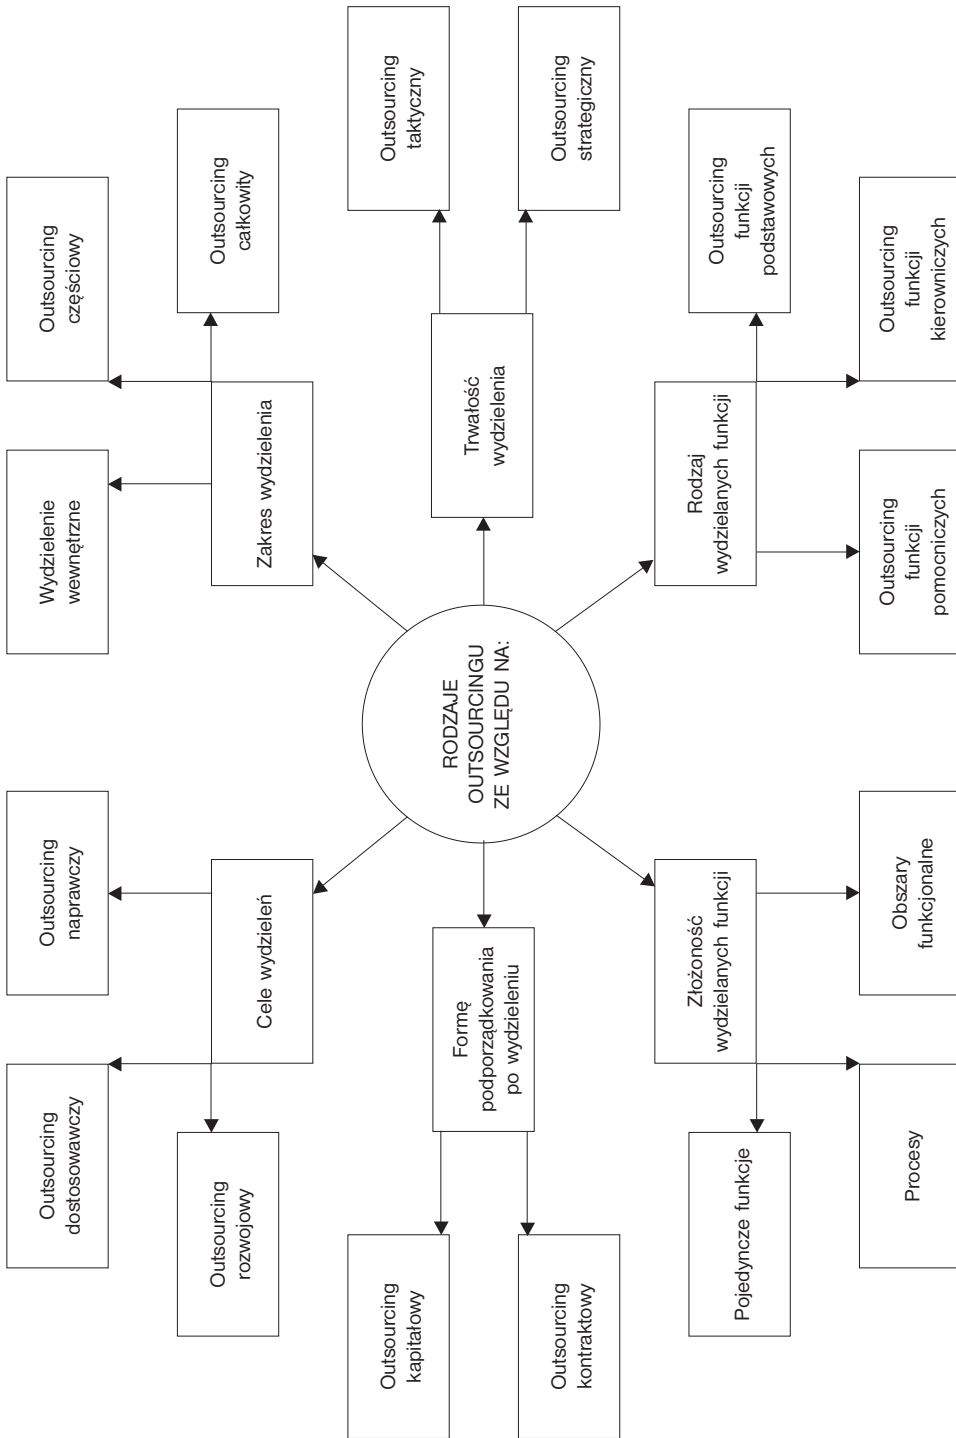 Outsourcing
dostosowawczy
Outsourcing
naprawczy
Wydzielenie
wewnętrzne
Outsourcing
częściowy
Outsourcing
rozwojowy
Cele wydzieleń
Zakres wydzielenia
Outsourcing
całkowity
Outsourcing
kapitałowy
Outsourcing
kontraktowy
Formę
podporządkowania
po wydzieleniu
RODZAJE
OUTSOURCINGU
ZE WZGLĘDU NA:
Trwałość
wydzielenia
Outsourcing
taktyczny
Outsourcing
strategiczny
Pojedyncze funkcje
Złożoność
wydzielanych funkcji
Rodzaj
wydzielanych funkcji
Outsourcing
funkcji
podstawowych
Procesy
Obszary
funkcjonalne
Outsourcing
funkcji
pomocniczych
Outsourcing
funkcji
kierowniczych